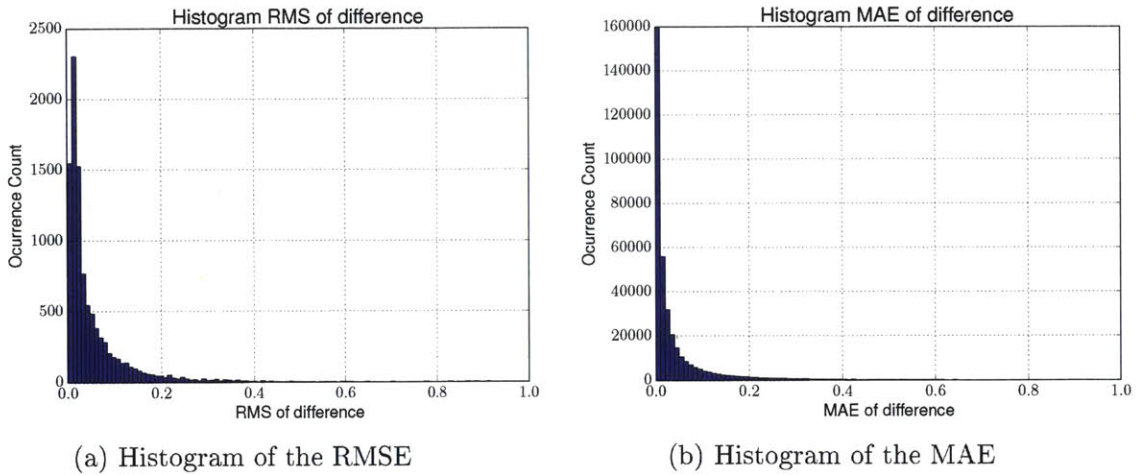 Histogram RMS of difference
2500
2000
1500
1000
500
0
0.0 0.2 0.4 0.6 0.8 1.0
Ocurrence Count
RMS of difference
(a) Histogram of the RMSE
Histogram MAE of difference
160000
140000
120000
100000
80000
60000
40000
20000
0
0.0 0.2 0.4 0.6 0.8 1.0
Ocurrence Count
MAE of difference
(b) Histogram of the MAE